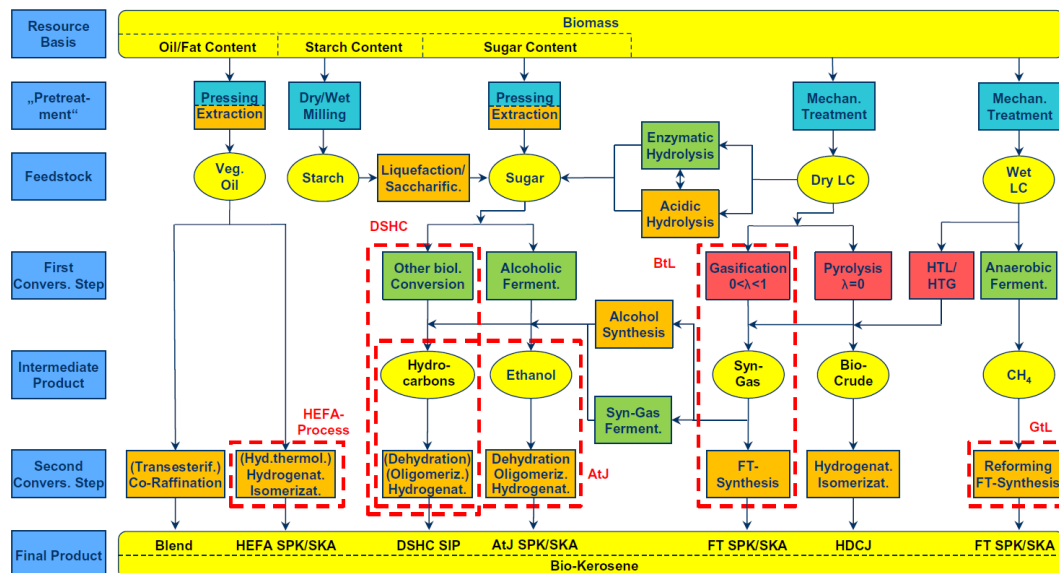 Resource
Basis
Biomass
Oil/Fat Content
Starch Content
Sugar Content
„Pretreat-
ment“
Pressing
Extraction
Dry/Wet
Milling
Pressing
Extraction
Mechan.
Treatment
Mechan.
Treatment
Enzymatic
Hydrolysis
Feedstock
Veg.
Oil
Starch
Liquefaction/
Saccharific.
Sugar
Dry LC
Wet
LC
Acidic
Hydrolysis
DSHC
First
Convers. Step
Other biol.
Conversion
Alcoholic
Ferment.
BtL
Gasification
0<λ<1
Pyrolysis
λ=0
HTL/
HTG
Anaerobic
Ferment.
Alcohol
Synthesis
Intermediate
Product
Hydro-
carbons
Ethanol
Syn-
Gas
Bio-
Crude
CH₄
Syn-Gas
Ferment.
HEFA-
Process
GtL
Second
Convers. Step
(Transesterif.)
Co-Raffination
(Hyd.thermol.)
Hydrogenat.
Isomerizat.
(Dehydration)
(Oligomeriz.)
Hydrogenat.
Dehydration
Oligomeriz.
Hydrogenat.
AtJ
FT-
Synthesis
Hydrogenat.
Isomerizat.
Reforming
FT-Synthesis
Final Product
Blend
HEFA SPK/SKA
DSHC SIP
AtJ SPK/SKA
FT SPK/SKA
HDCJ
FT SPK/SKA
Bio-Kerosene